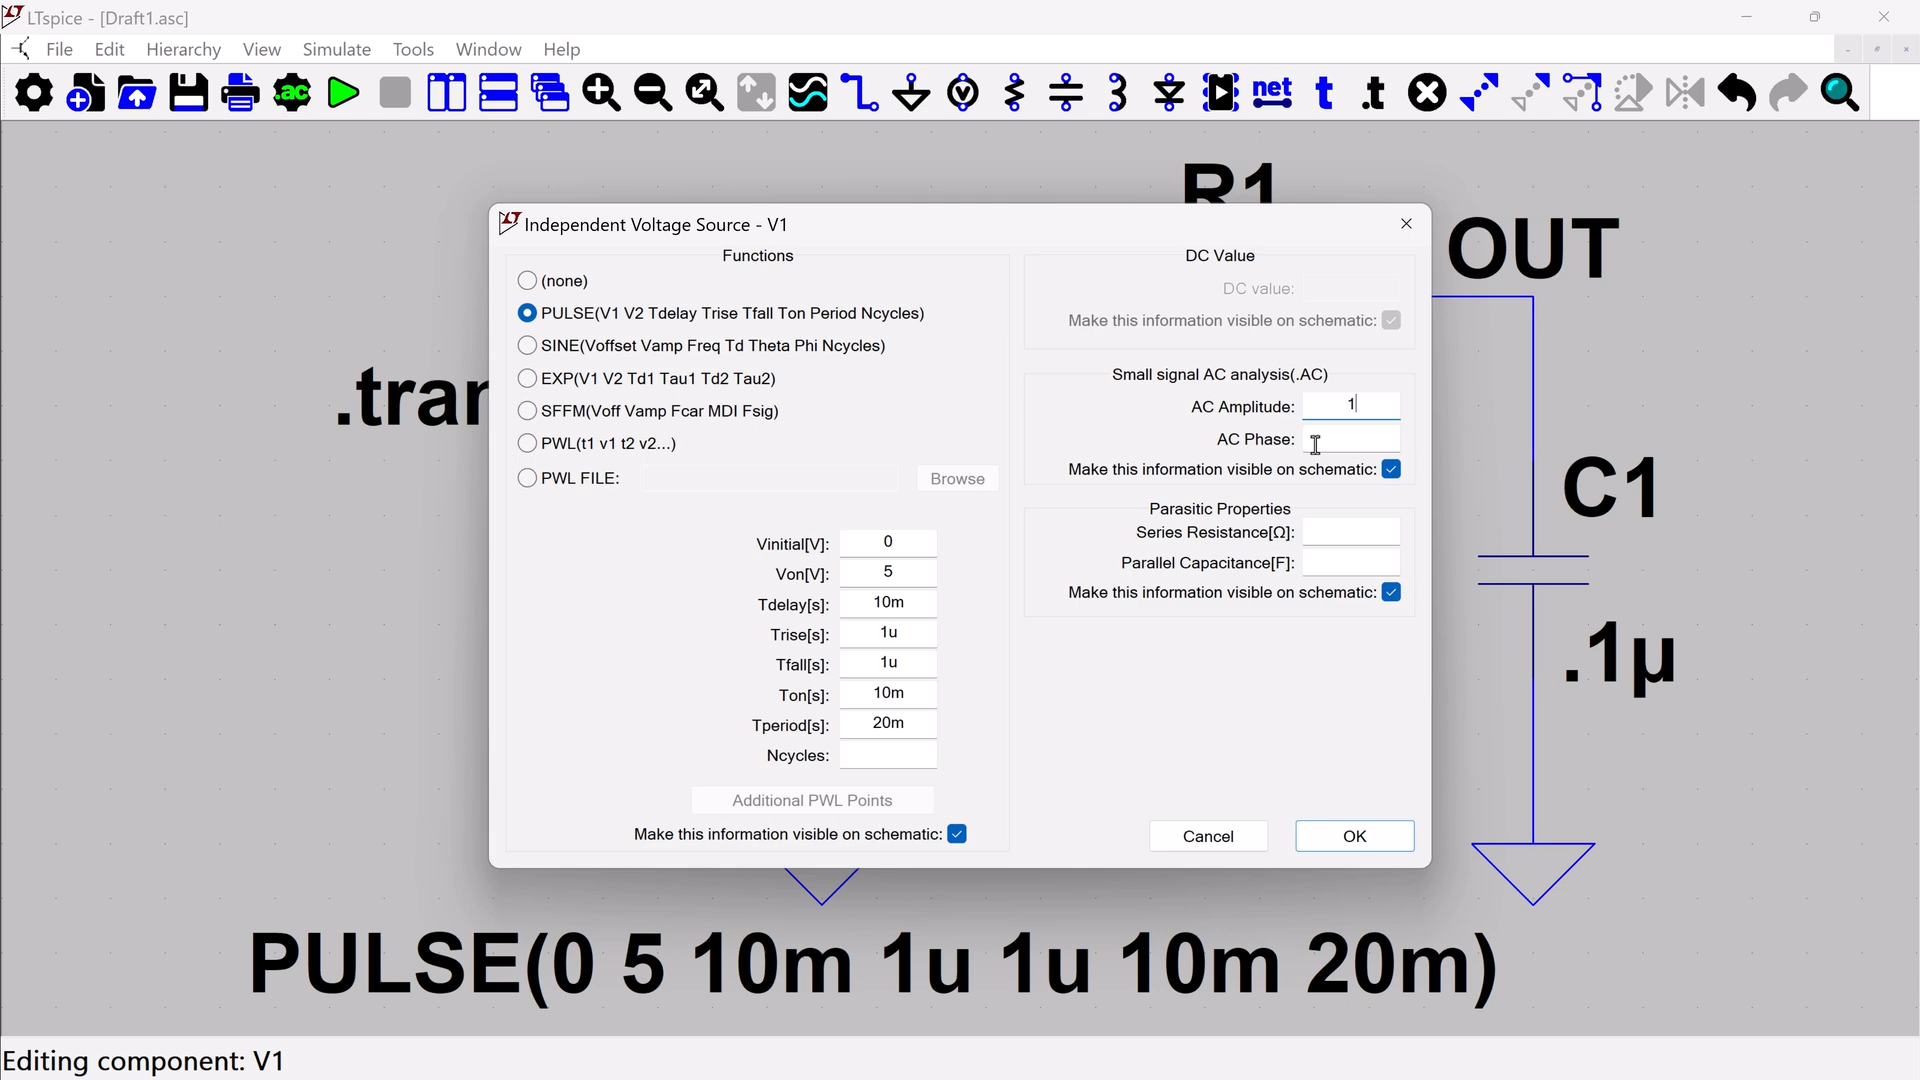 LTspice - [Draft1.asc]
File Edit Hierarchy View Simulate Tools Window Help
.ac net t .t
R1
OUT
.tran
C1
.1µ
Independent Voltage Source - V1
Functions
(none)
PULSE(V1 V2 Tdelay Trise Tfall Ton Period Ncycles)
SINE(Voffset Vamp Freq Td Theta Phi Ncycles)
EXP(V1 V2 Td1 Tau1 Td2 Tau2)
SFFM(Voff Vamp Fcar MDI Fsig)
PWL(t1 v1 t2 v2...)
PWL FILE: Browse
Vinitial[V]: 0
Von[V]: 5
Tdelay[s]: 10m
Trise[s]: 1u
Tfall[s]: 1u
Ton[s]: 10m
Tperiod[s]: 20m
Ncycles:
Additional PWL Points
Make this information visible on schematic:
DC Value
DC value:
Make this information visible on schematic:
Small signal AC analysis(.AC)
AC Amplitude: 1
AC Phase:
Make this information visible on schematic:
Parasitic Properties
Series Resistance[Ω]:
Parallel Capacitance[F]:
Make this information visible on schematic:
Cancel OK
PULSE(0 5 10m 1u 1u 10m 20m)
Editing component: V1